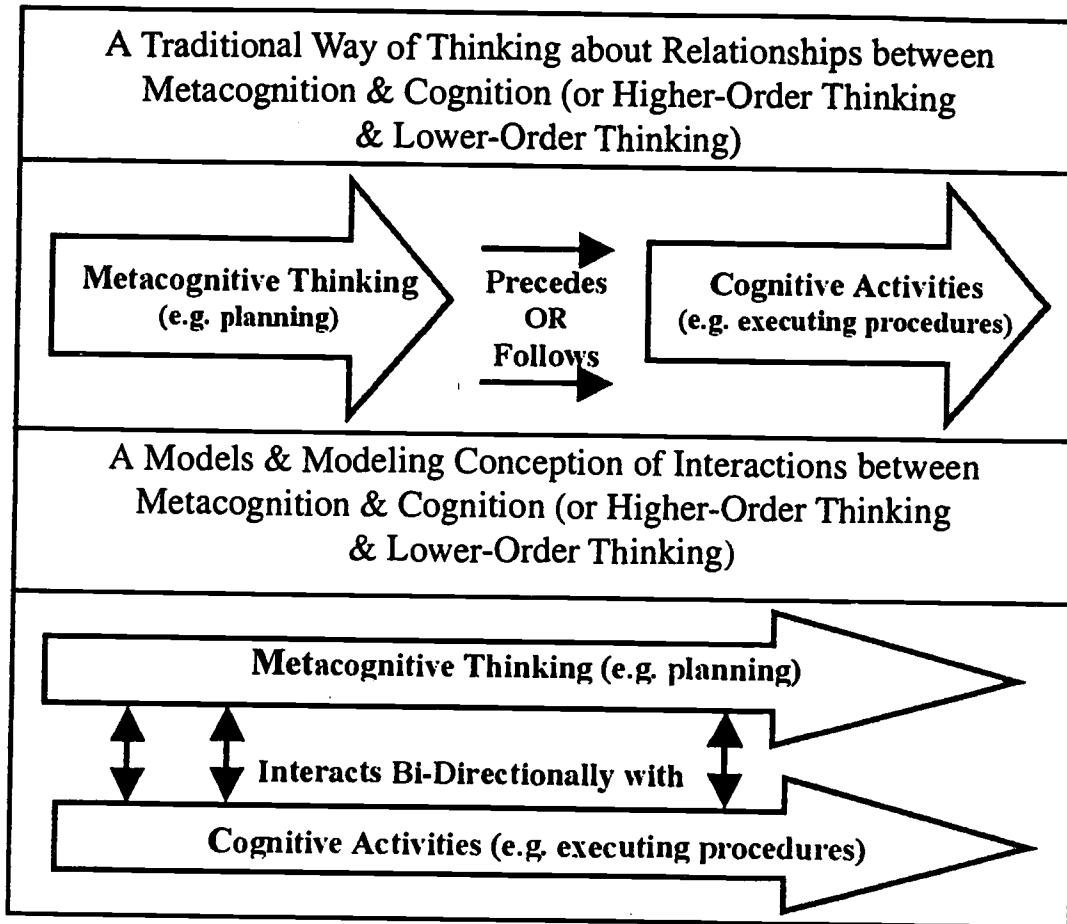 A Traditional Way of Thinking about Relationships between
Metacognition & Cognition (or Higher-Order Thinking
& Lower-Order Thinking)
Metacognitive Thinking
(e.g. planning)
Precedes
OR
Follows
Cognitive Activities
(e.g. executing procedures)
A Models & Modeling Conception of Interactions between
Metacognition & Cognition (or Higher-Order Thinking
& Lower-Order Thinking)
Metacognitive Thinking (e.g. planning)
Interacts Bi-Directionally with
Cognitive Activities (e.g. executing procedures)